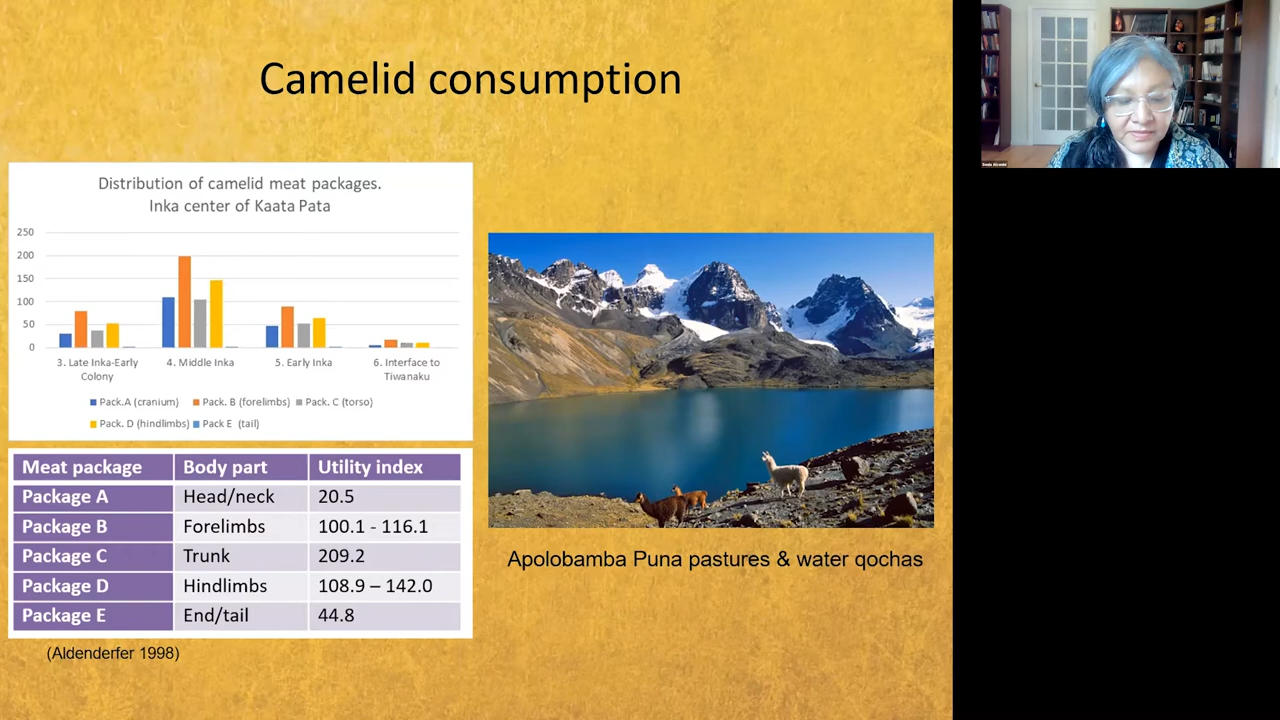 Camelid consumption
Distribution of camelid meat packages.
Inka center of Kaata Pata
250
200
150
100
50
0
3. Late Inka-Early
Colony
4. Middle Inka
5. Early Inka
6. Interface to
Tiwanaku
Pack.A (cranium) Pack. B (forelimbs) Pack. C (torso)
Pack. D (hindlimbs) Pack E (tail)
Meat package Body part Utility index
Package A Head/neck 20.5
Package B Forelimbs 100.1 - 116.1
Package C Trunk 209.2
Package D Hindlimbs 108.9 – 142.0
Package E End/tail 44.8
(Aldenderfer 1998)
Apolobamba Puna pastures & water qochas